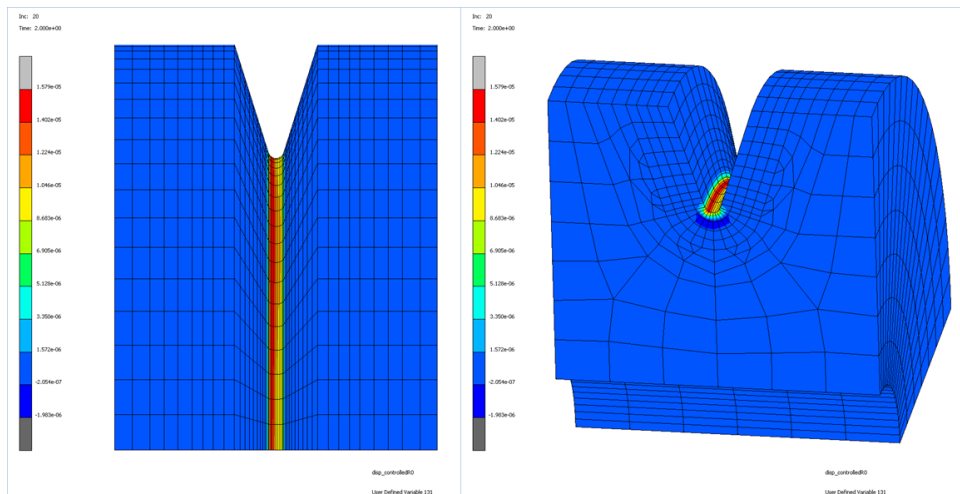 Inc: 20
Time: 2.000e+00
1.579e-05
1.402e-05
1.224e-05
1.046e-05
8.683e-06
6.905e-06
5.128e-06
3.350e-06
1.572e-06
-2.054e-07
-1.983e-06
disp_controlledR0
User Defined Variable 131
Inc: 20
Time: 2.000e+00
1.579e-05
1.402e-05
1.224e-05
1.046e-05
8.683e-06
6.905e-06
5.128e-06
3.350e-06
1.572e-06
-2.054e-07
-1.983e-06
disp_controlledR0
User Defined Variable 131